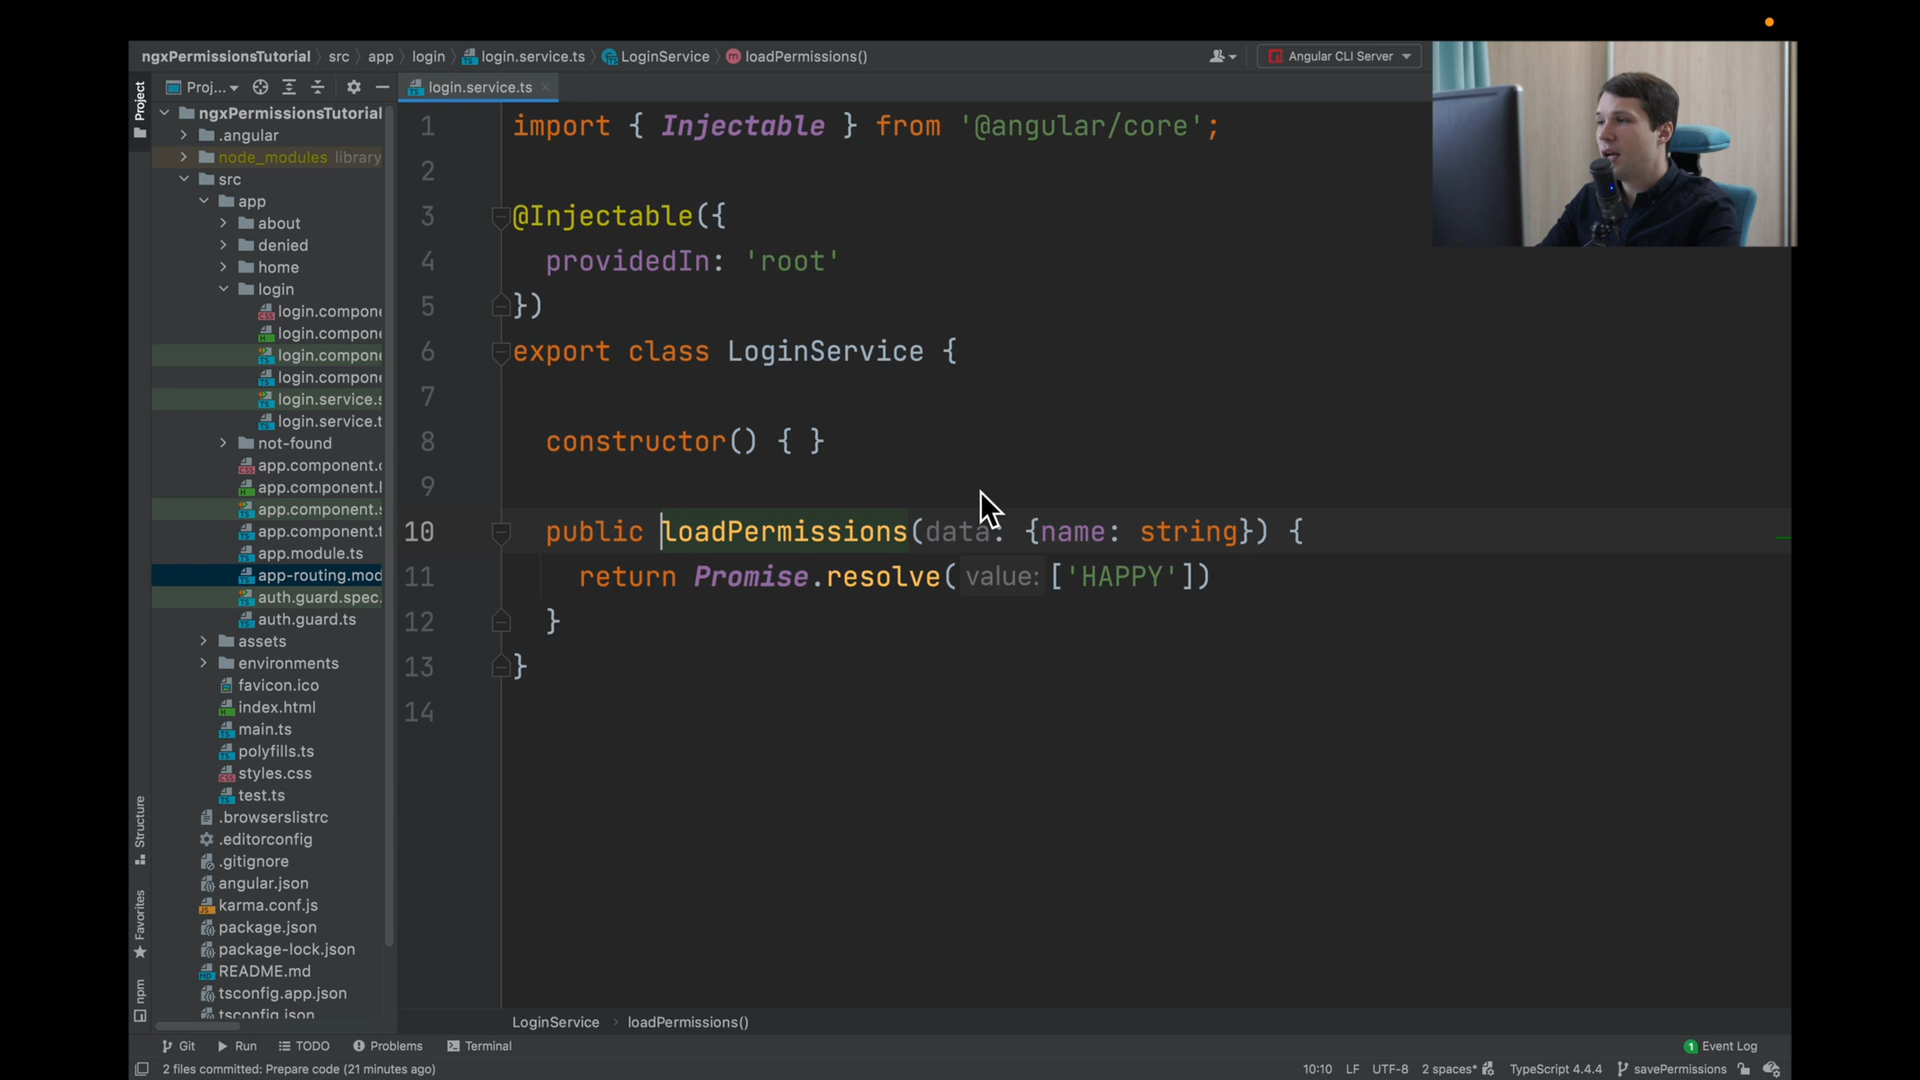 ngxPermissionsTutorial src app login login.service.ts LoginService loadPermissions()
Angular CLI Server
Project
Proj...
login.service.ts
ngxPermissionsTutorial
.angular
node_modules library
src
app
about
denied
home
login
login.compone
login.compone
login.compone
login.compone
login.service.s
login.service.t
not-found
app.component.c
app.component.l
app.component.s
app.component.t
app.module.ts
app-routing.mod
auth.guard.spec.
auth.guard.ts
assets
environments
favicon.ico
index.html
main.ts
polyfills.ts
styles.css
test.ts
.browserslistrc
.editorconfig
.gitignore
angular.json
karma.conf.js
package.json
package-lock.json
README.md
tsconfig.app.json
tsconfig.json
Structure
Favorites
npm
1 import { Injectable } from '@angular/core';
2
3 @Injectable({
4 providedIn: 'root'
5 })
6 export class LoginService {
7
8 constructor() { }
9
10 public loadPermissions(data: {name: string}) {
11 return Promise.resolve( value: ['HAPPY'])
12 }
13 }
14
LoginService loadPermissions()
Git Run TODO Problems Terminal
1 Event Log
2 files committed: Prepare code (21 minutes ago)
10:10 LF UTF-8 2 spaces* TypeScript 4.4.4 savePermissions